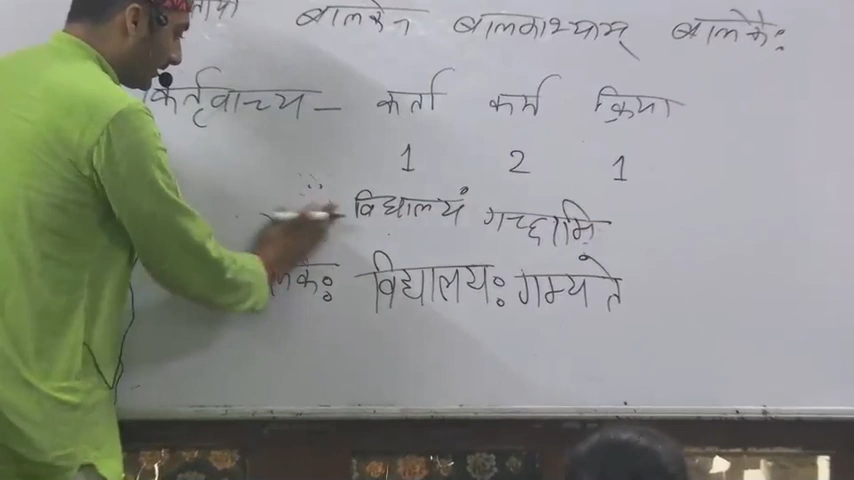 बालकेन बालकाभ्याम् बालकैः
कर्तृवाच्य - कर्ता कर्म क्रिया
1 2 1
विद्यालयं गच्छामि
विद्यालयः गम्यते